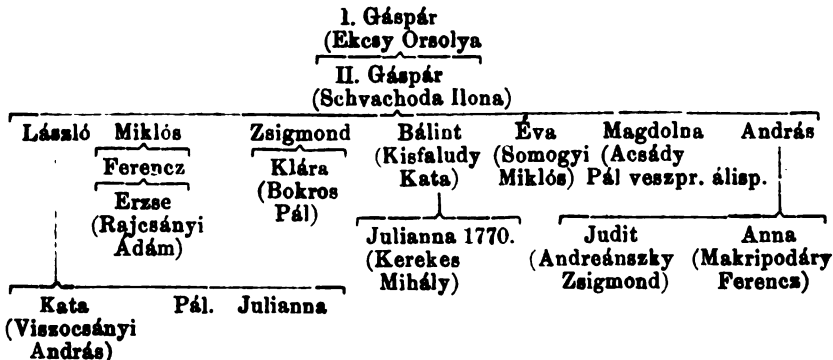 I. Gáspár
(Ekcsy Orsolya
II. Gáspár
(Schvachoda Ilona)
László Miklós Zsigmond Bálint Éva Magdolna András
Ferencz Klára (Kisfaludy (Somogyi (Acsády
Erzse (Bokros Kata) Miklós) Pál veszpr. álisp.
(Rajcsányi Pál)
Ádám) Julianna 1770. Judit Anna
(Kerekes (Andreánszky (Makripodáry
Mihály) Zsigmond) Ferencz)
Kata Pál. Julianna
(Viszocsányi
András)